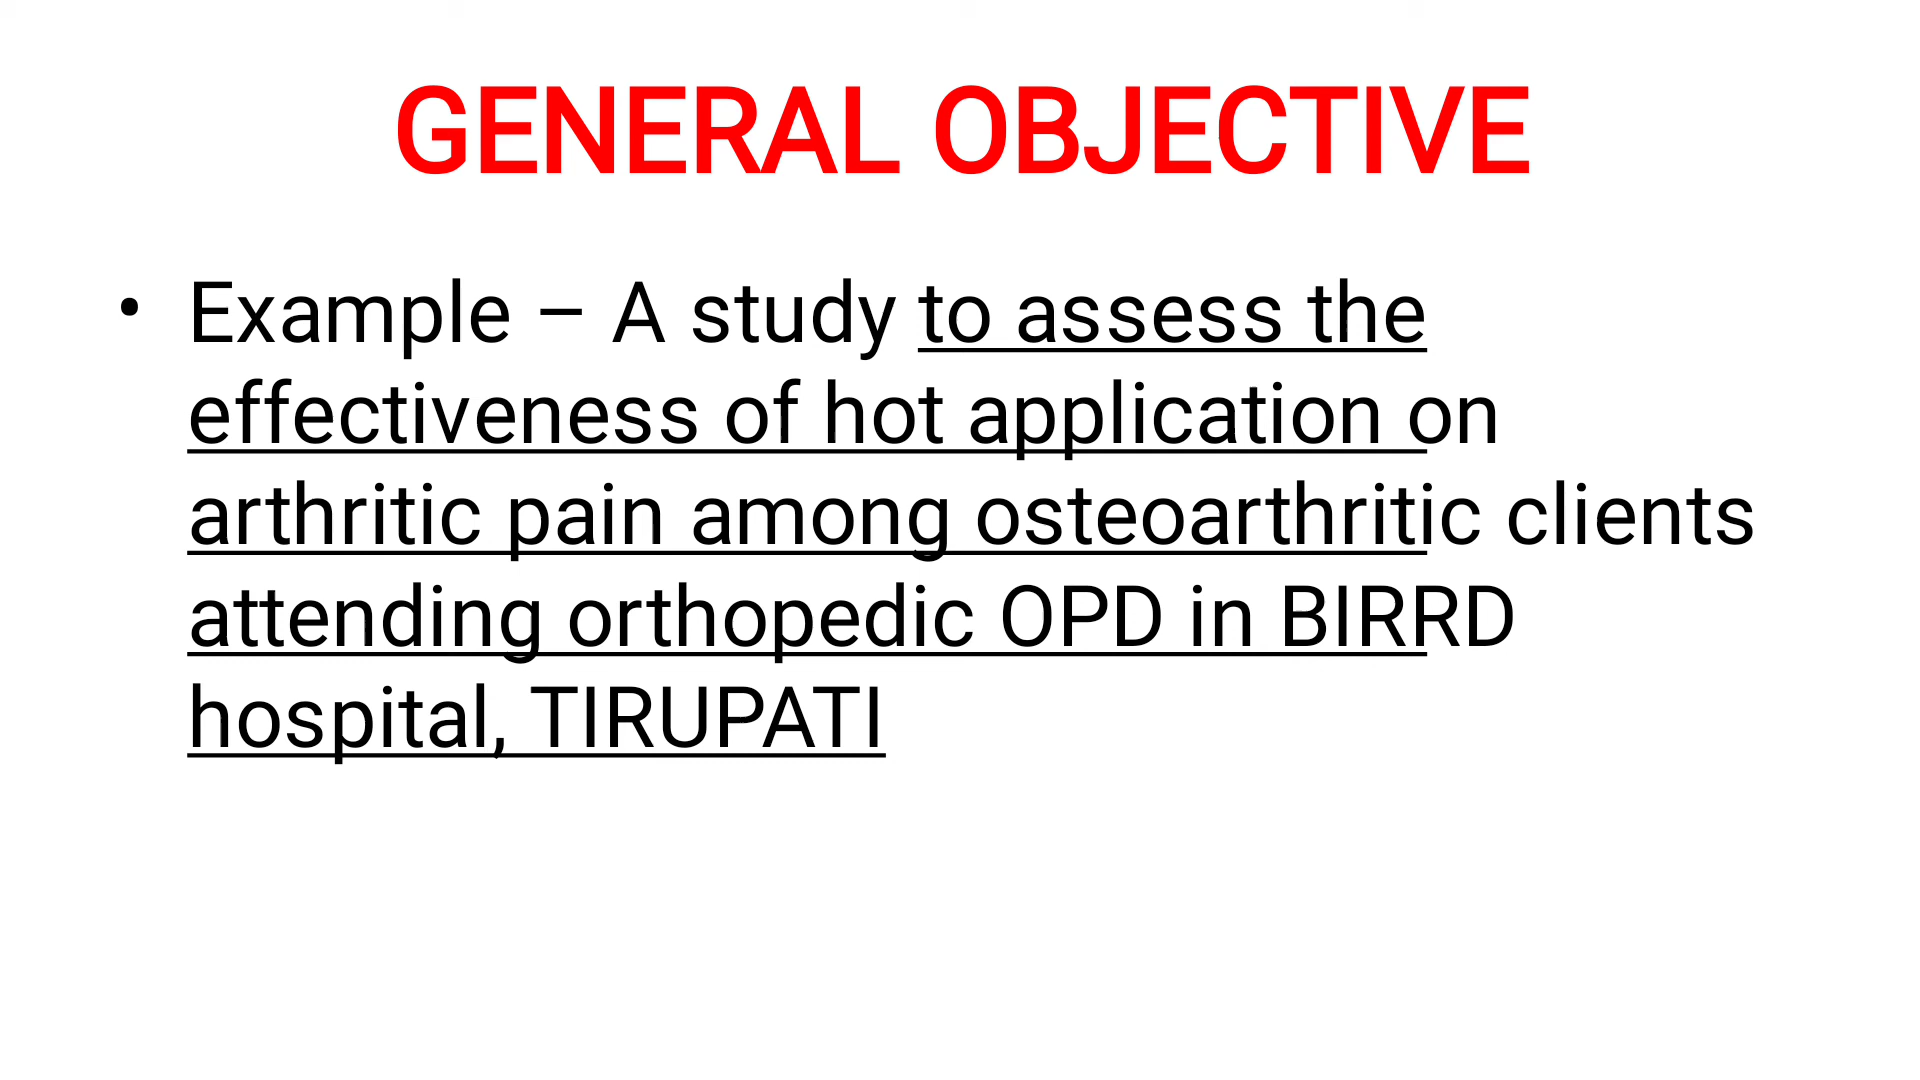 GENERAL OBJECTIVE
• Example – A study to assess the
effectiveness of hot application on
arthritic pain among osteoarthritic clients
attending orthopedic OPD in BIRRD
hospital, TIRUPATI